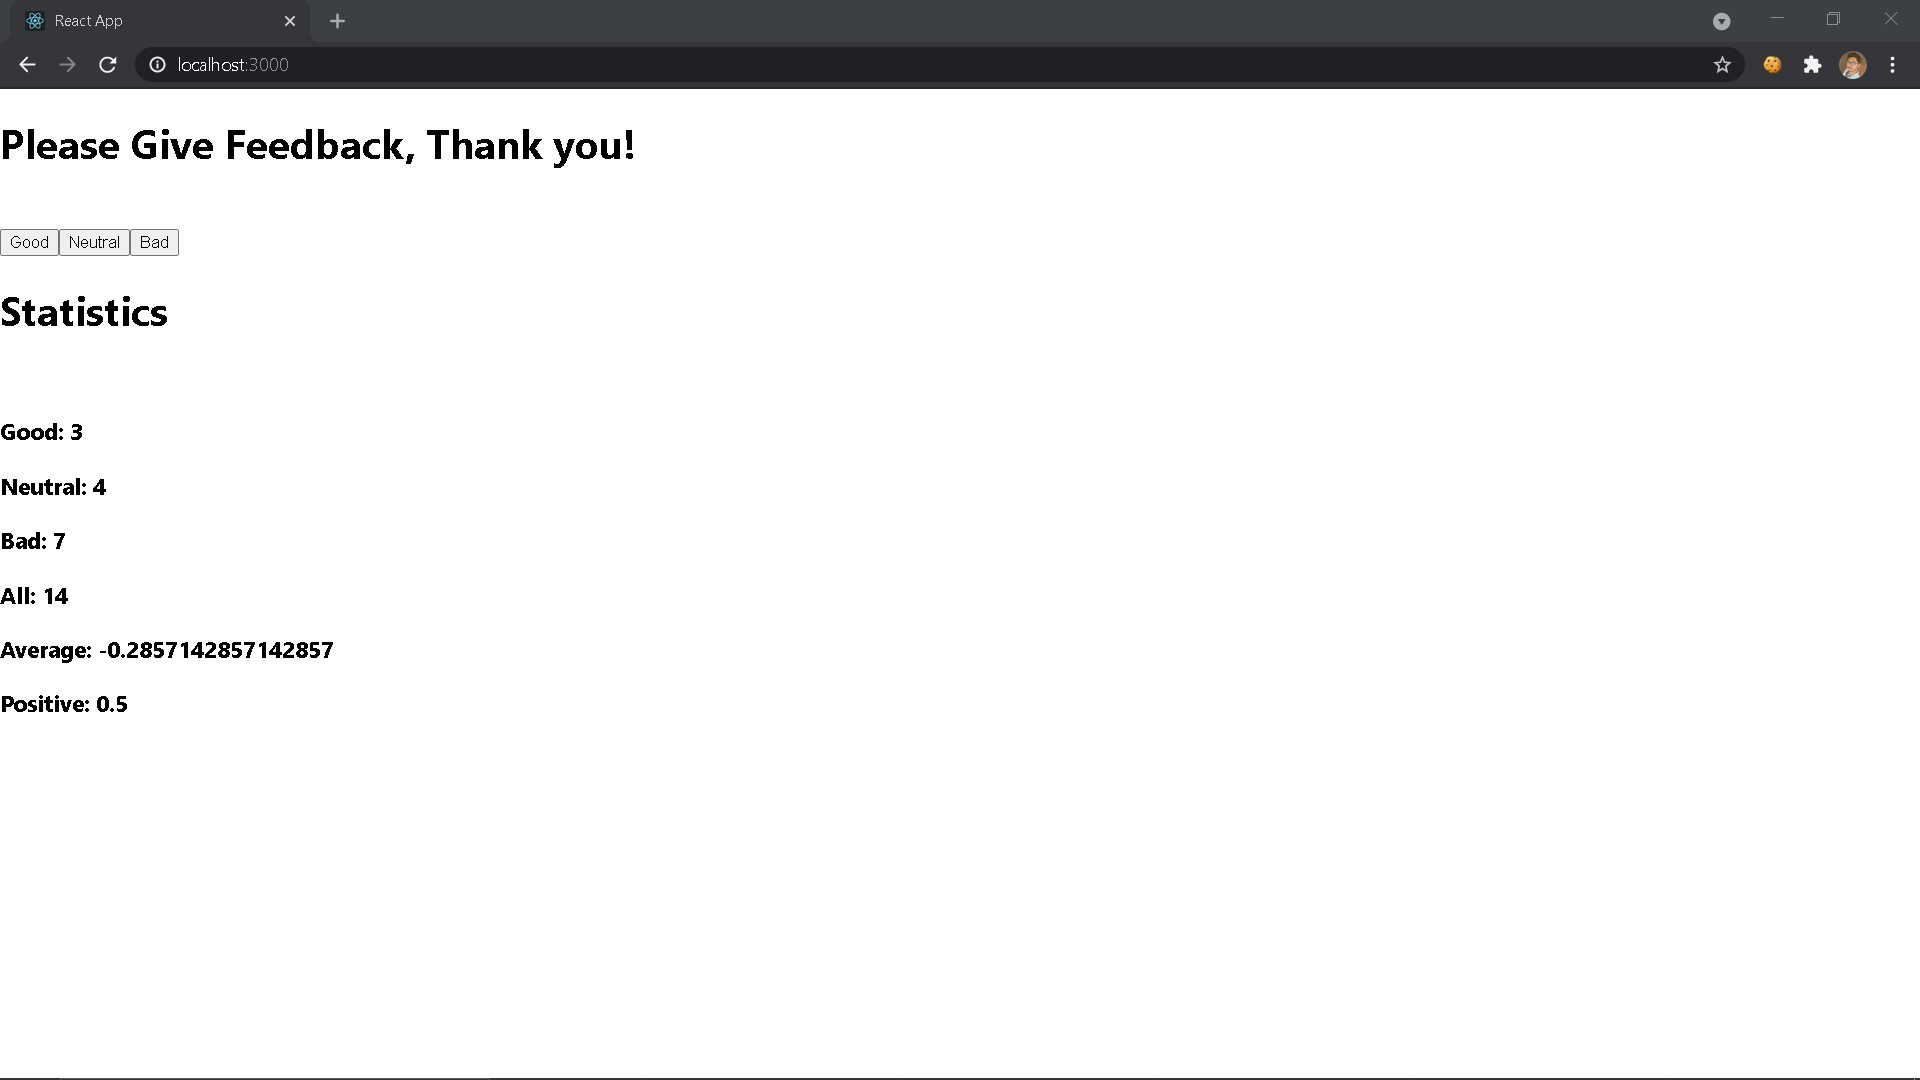 React App
localhost:3000
Please Give Feedback, Thank you!
Good Neutral Bad
Statistics
Good: 3
Neutral: 4
Bad: 7
All: 14
Average: -0.2857142857142857
Positive: 0.5